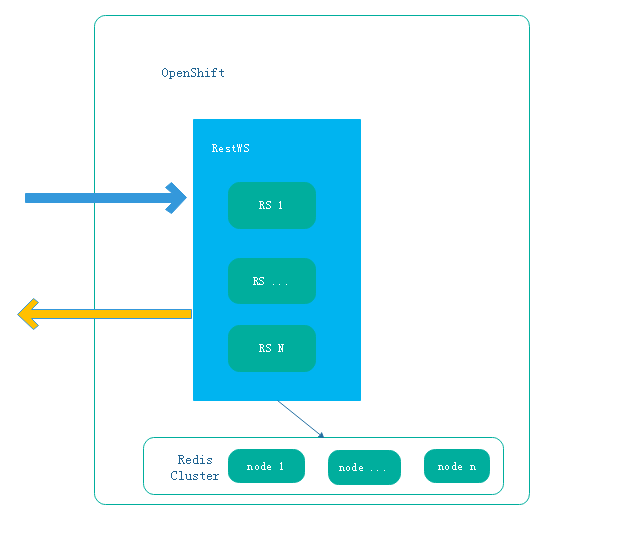 OpenShift
RestWS
RS 1
RS ...
RS N
Redis
Cluster
node 1
node ...
node n